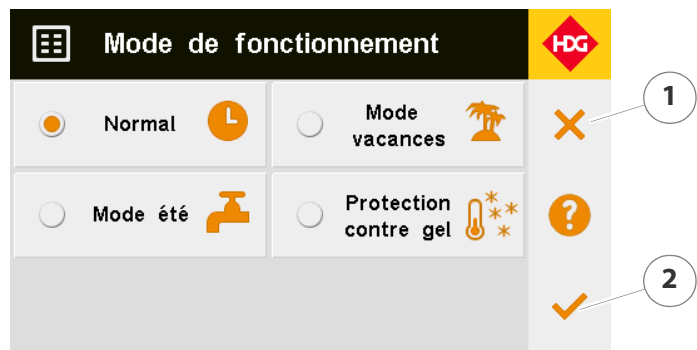 Mode de fonctionnement
HDG
1
Normal
Mode
vacances
Mode été
Protection
contre gel
?
2